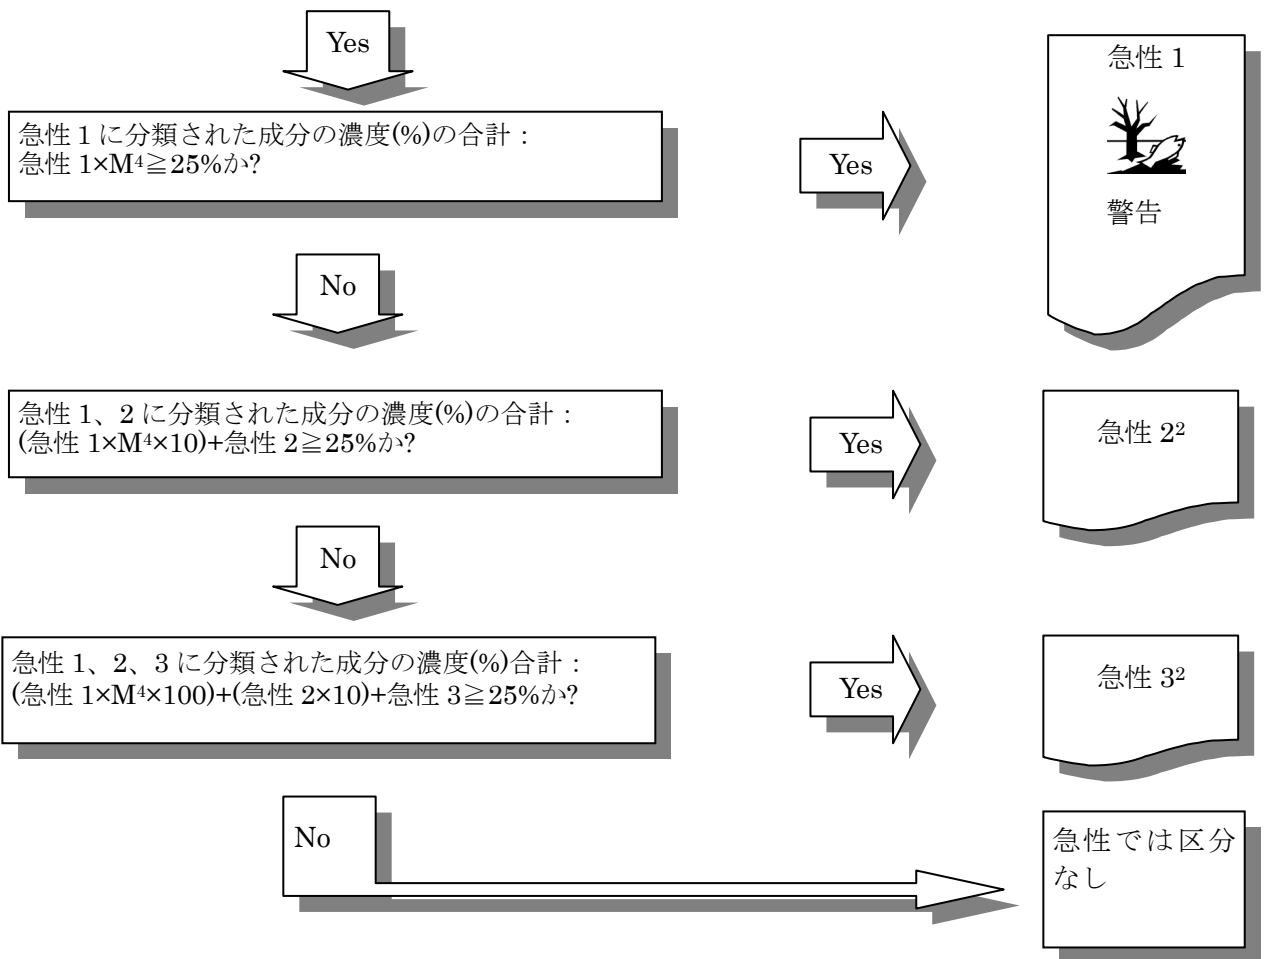 Yes
急性 1
急性 1 に分類された成分の濃度(%)の合計：
急性 1×M⁴≧25%か?
Yes
警告
No
急性 1、2 に分類された成分の濃度(%)の合計：
(急性 1×M⁴×10)+急性 2≧25%か?
Yes
急性 2²
No
急性 1、2、3 に分類された成分の濃度(%)合計：
(急性 1×M⁴×100)+(急性 2×10)+急性 3≧25%か?
Yes
急性 3²
No
急性では区分
なし